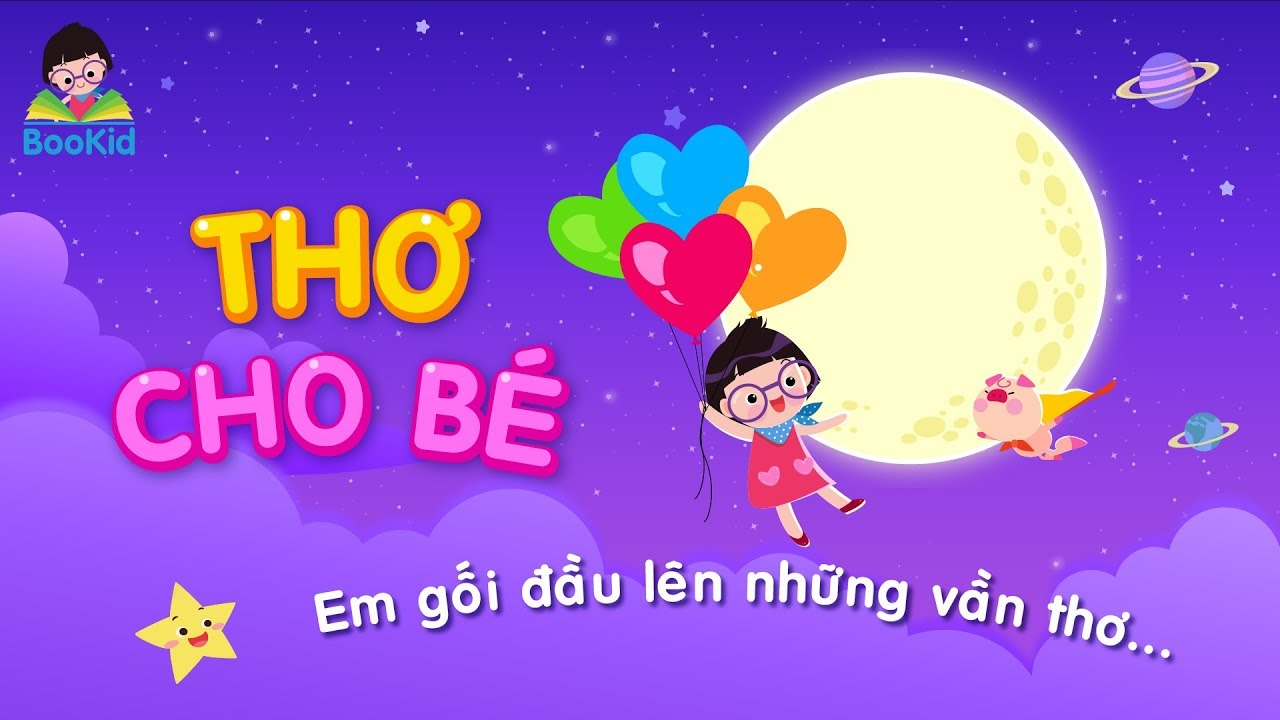 BooKid
THƠ
CHO BÉ
Em gối đầu lên những vần thơ...